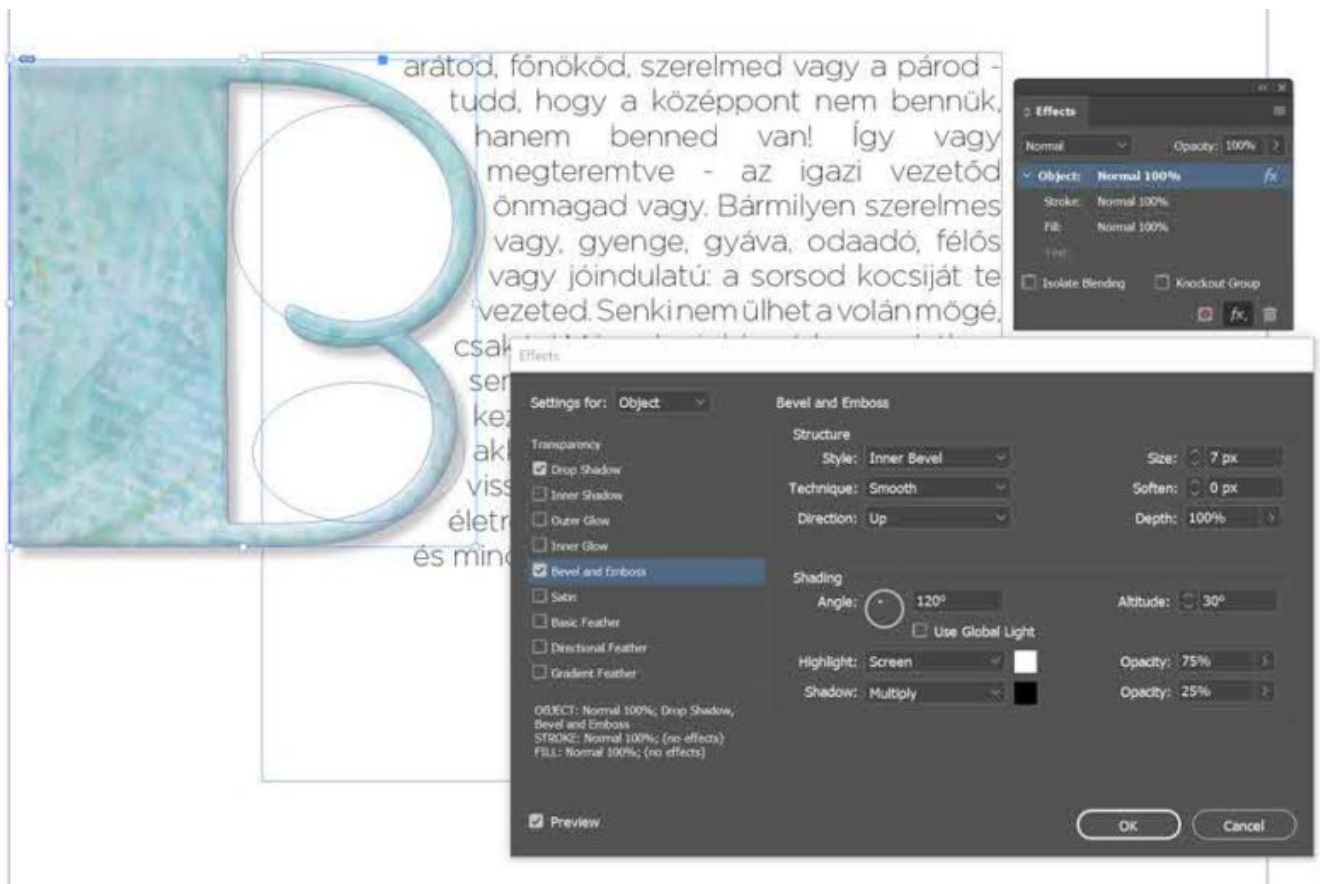 B
arátod, főnököd, szerelmed vagy a párod -
tudd, hogy a középpont nem bennük,
hanem benned van! Így vagy
megteremtve - az igazi vezetőd
önmagad vagy. Bármilyen szerelmes
vagy, gyenge, gyáva, odaadó, félős
vagy jóindulatú: a sorsod kocsiját te
vezeted. Senki nem ülhet a volán mögé,
csak
életr
és mind
Effects
Normal Opacity: 100%
Object: Normal 100% fx
Stroke: Normal 100%
Fill: Normal 100%
Text
Isolate Blending Knockout Group
fx.
Effects
Settings for: Object
Transparency
Drop Shadow
Inner Shadow
Outer Glow
Inner Glow
Bevel and Emboss
Satin
Basic Feather
Directional Feather
Gradient Feather
OBJECT: Normal 100%; Drop Shadow,
Bevel and Emboss
STROKE: Normal 100%; (no effects)
FILL: Normal 100%; (no effects)
Preview
Bevel and Emboss
Structure
Style: Inner Bevel Size: 7 px
Technique: Smooth Soften: 0 px
Direction: Up Depth: 100%
Shading
Angle: 120° Altitude: 30°
Use Global Light
Highlight: Screen Opacity: 75%
Shadow: Multiply Opacity: 25%
OK Cancel